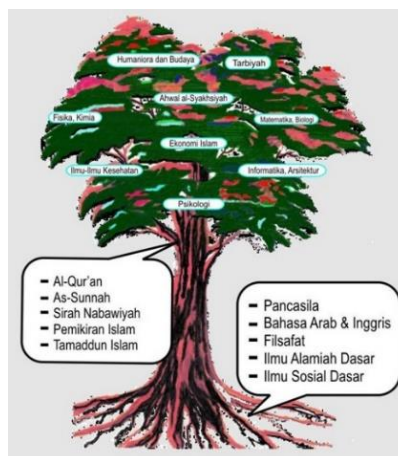 Humaniora dan Budaya
Tarbiyah
Ahwal al-Syakhsiyah
Fisika, Kimia
Matematika, Biologi
Ekonomi Islam
Ilmu-Ilmu Kesehatan
Informatika, Arsitektur
Psikologi
- Al-Qur'an
- As-Sunnah
- Sirah Nabawiyah
- Pemikiran Islam
- Tamaddun Islam
- Pancasila
- Bahasa Arab & Inggris
- Filsafat
- Ilmu Alamiah Dasar
- Ilmu Sosial Dasar